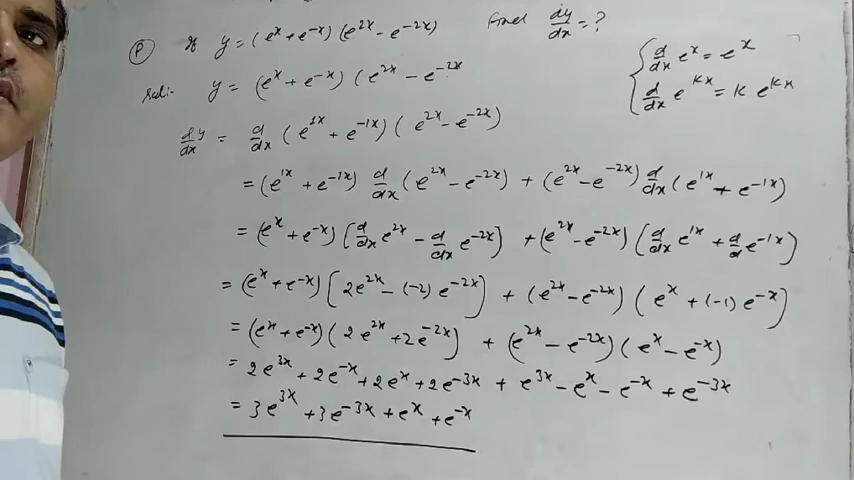 (P) If y = (e^x + e^-x) (e^2x - e^-2x) Find dy/dx = ?
{ d/dx e^x = e^x
d/dx e^kx = k e^kx
Sol:- y = (e^x + e^-x) (e^2x - e^-2x
dy/dx = d/dx (e^1x + e^-1x) (e^2x - e^-2x)
= (e^1x + e^-1x) d/dx (e^2x - e^-2x) + (e^2x - e^-2x) d/dx (e^1x + e^-1x)
= (e^x + e^-x) [d/dx e^2x - d/dx e^-2x] + (e^2x - e^-2x) (d/dx e^1x + d/d e^-1x)
= (e^x + e^-x) [2e^2x - (-2) e^-2x] + (e^2x - e^-2x) (e^x + (-1) e^-x]
= (e^x + e^-x) (2 e^2x + 2 e^-2x] + (e^2x - e^-2x) (e^x - e^-x)
= 2e^3x + 2e^-x + 2e^x + 2e^-3x + e^3x - e^x - e^-x + e^-3x
= 3e^3x + 3e^-3x + e^x + e^-x